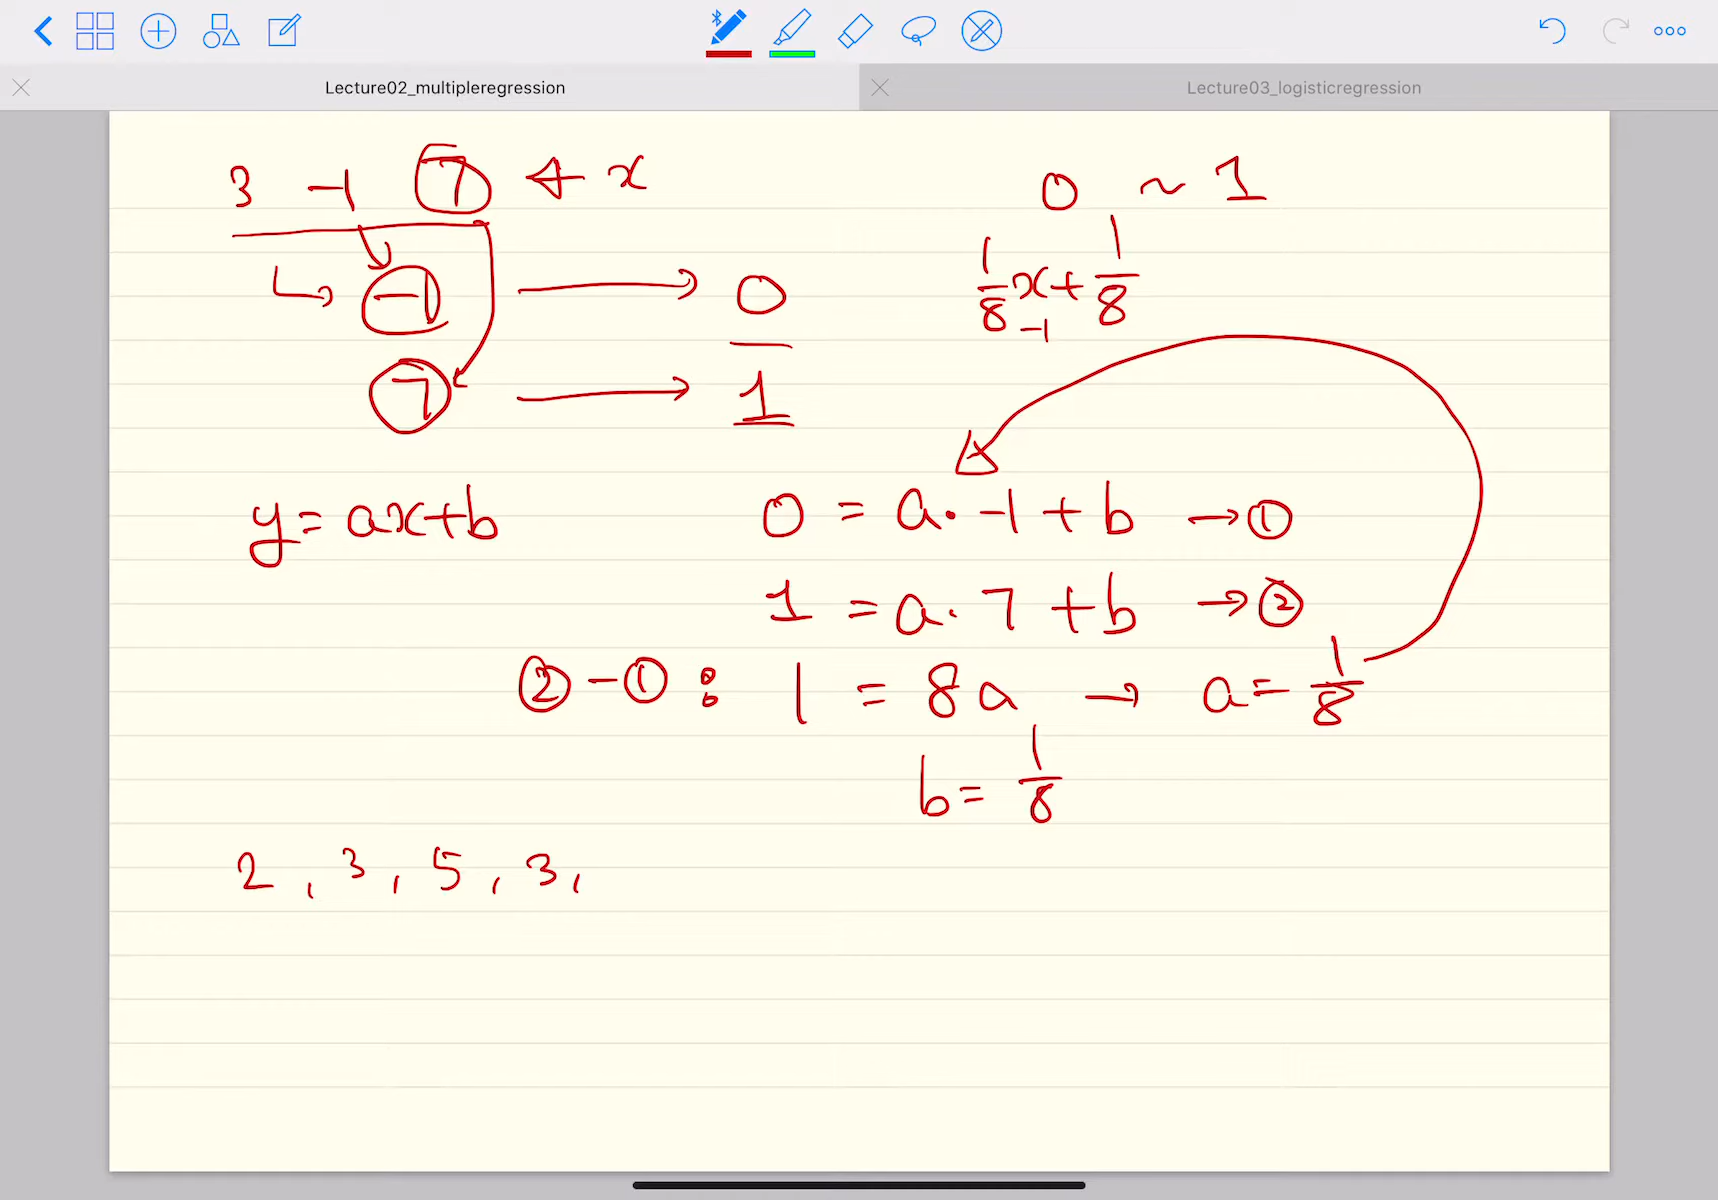 Lecture02_multipleregression
Lecture03_logisticregression
3 -1 7 4 x
0 ~ 1
-1 → 0
1/8 x + 1/8
-1
7 → 1
y = ax+b
0 = a· -1 + b → ①
1 = a· 7 + b → ②
② - ① : 1 = 8a → a = 1/8
b = 1/8
2 , 3 , 5 , 3 ,